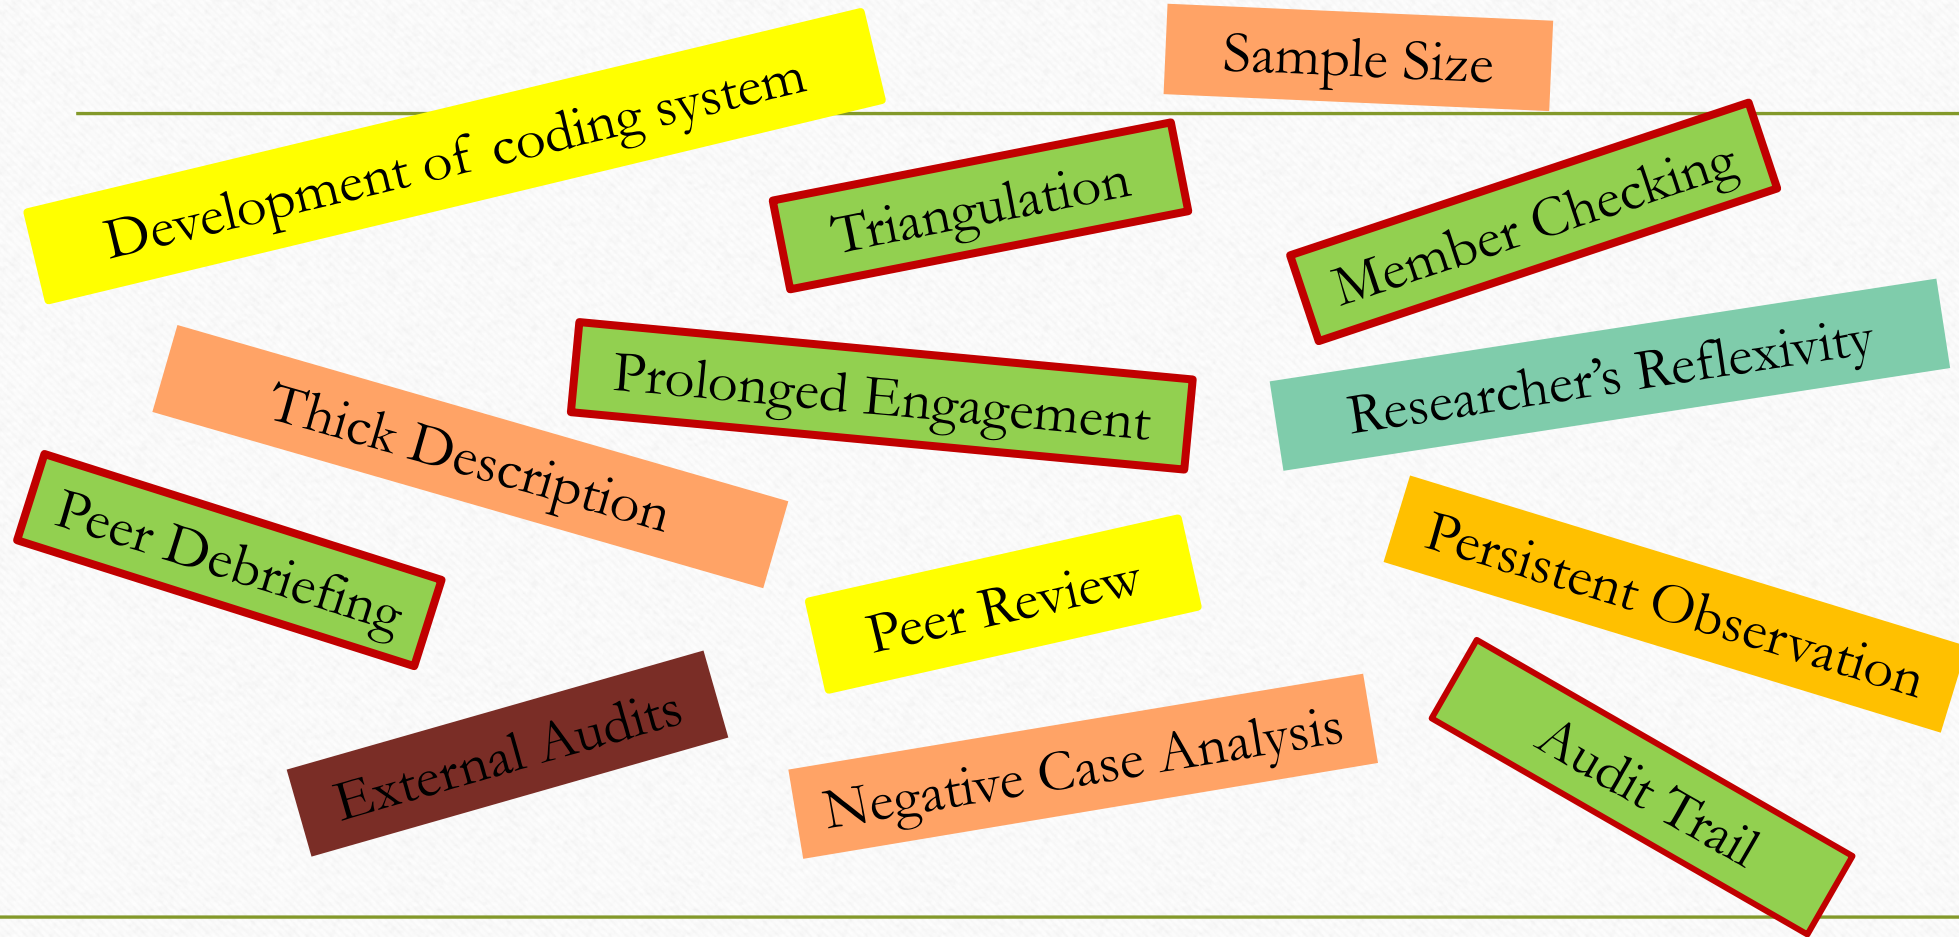 Sample Size
Development of coding system
Triangulation
Member Checking
Prolonged Engagement
Researcher’s Reflexivity
Thick Description
Peer Debriefing
Persistent Observation
Peer Review
External Audits
Negative Case Analysis
Audit Trail